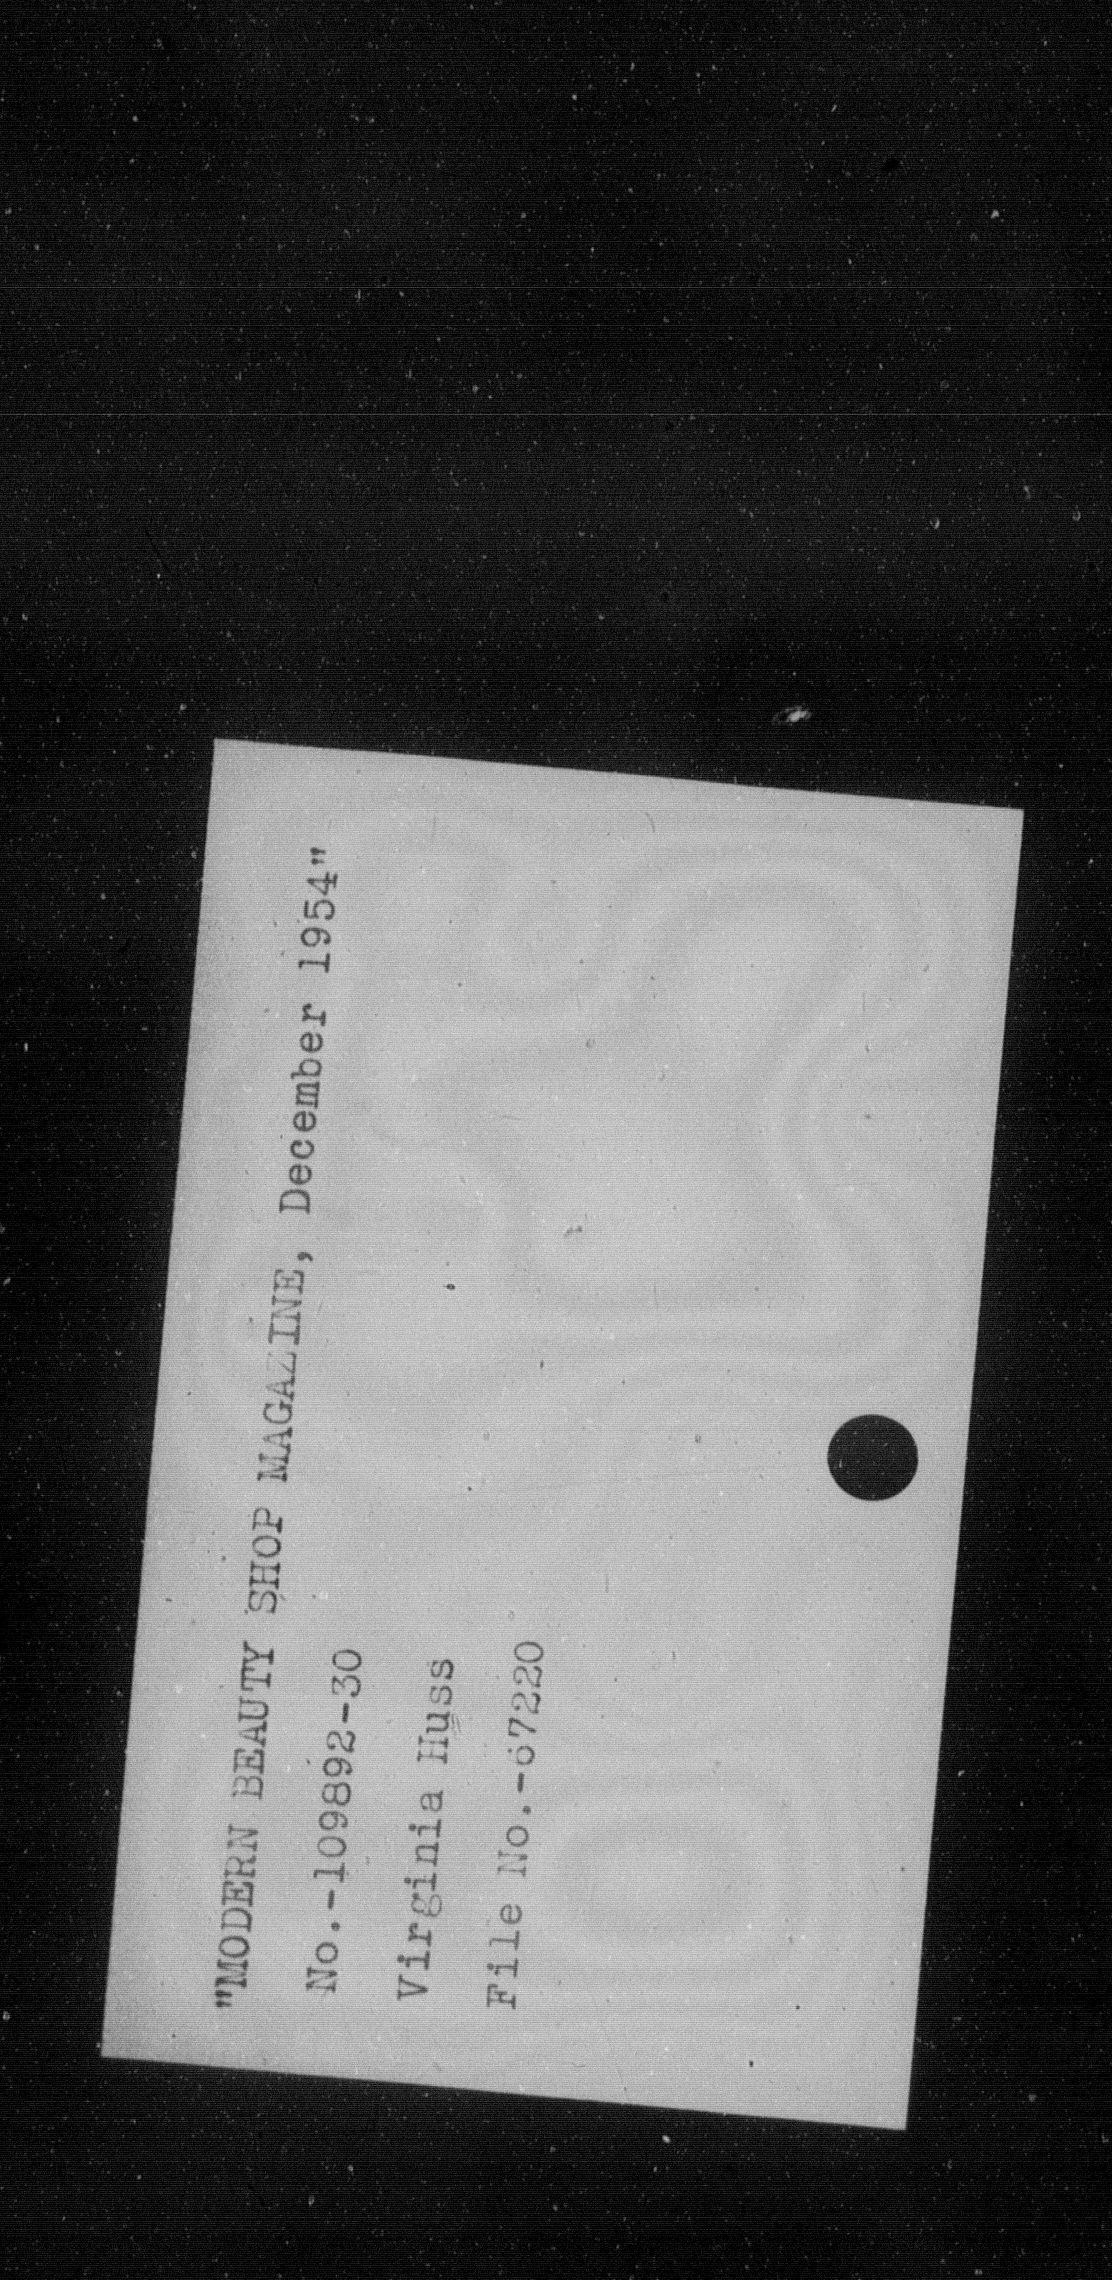 "MODERN BEAUTY SHOP MAGAZINE, December 1954"
No.-109892-30
Virginia Huss
File No.-67220